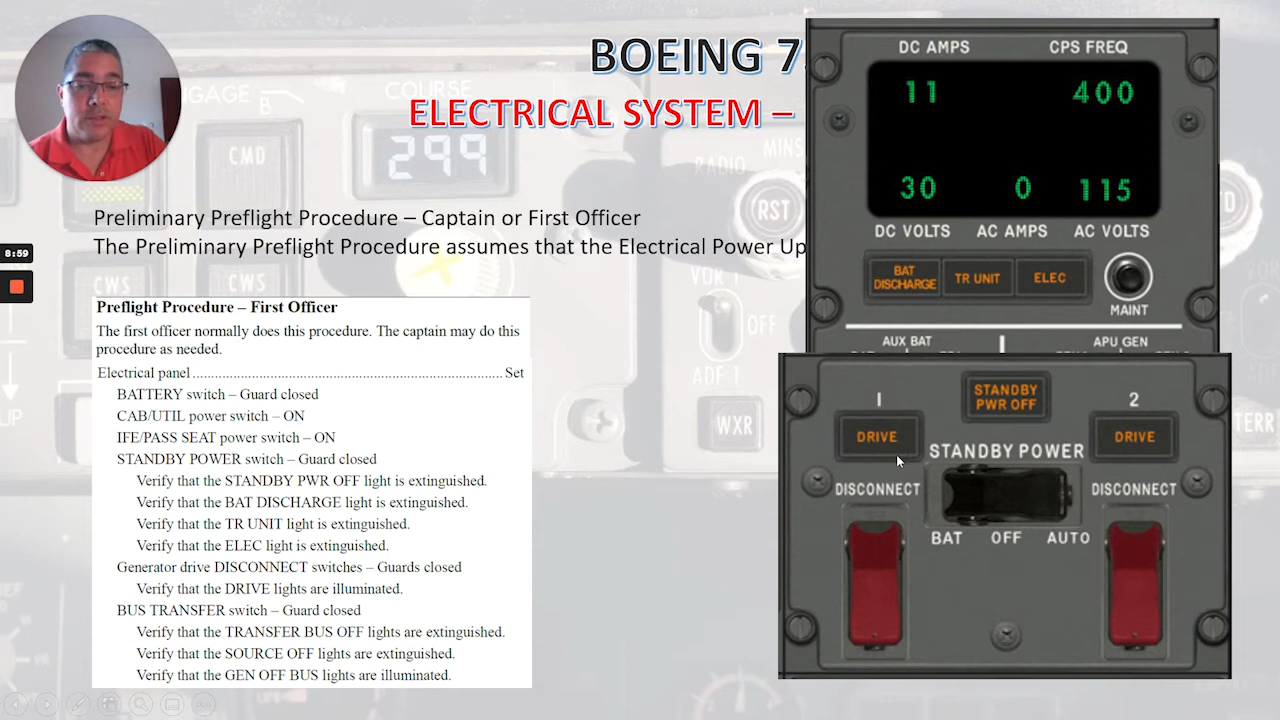 BOEING 7
ELECTRICAL SYSTEM –
ENGAGE
B
COURSE
CMD
299
CWS
CWS
UP
RADIO
MINS
RST
VOR 1
OFF
ADF 1
WXR
TERR
8:59
Preliminary Preflight Procedure – Captain or First Officer
The Preliminary Preflight Procedure assumes that the Electrical Power Up
Preflight Procedure – First Officer
The first officer normally does this procedure. The captain may do this
procedure as needed.
Electrical panel ........................................................................... Set
BATTERY switch – Guard closed
CAB/UTIL power switch – ON
IFE/PASS SEAT power switch – ON
STANDBY POWER switch – Guard closed
Verify that the STANDBY PWR OFF light is extinguished.
Verify that the BAT DISCHARGE light is extinguished.
Verify that the TR UNIT light is extinguished.
Verify that the ELEC light is extinguished.
Generator drive DISCONNECT switches – Guards closed
Verify that the DRIVE lights are illuminated.
BUS TRANSFER switch – Guard closed
Verify that the TRANSFER BUS OFF lights are extinguished.
Verify that the SOURCE OFF lights are extinguished.
Verify that the GEN OFF BUS lights are illuminated.
DC AMPS CPS FREQ
11 400
30 0 115
DC VOLTS AC AMPS AC VOLTS
BAT
DISCHARGE
TR UNIT
ELEC
MAINT
AUX BAT
APU GEN
STANDBY
PWR OFF
1 2
DRIVE DRIVE
STANDBY POWER
DISCONNECT DISCONNECT
BAT OFF AUTO